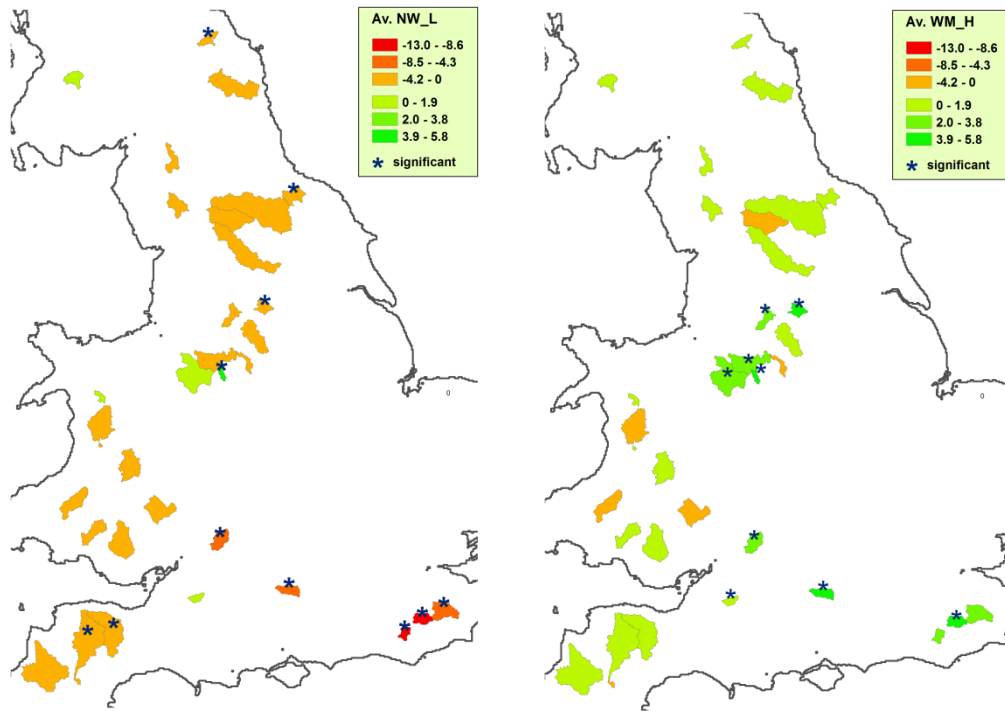 Av. NW_L
-13.0 - -8.6
-8.5 - -4.3
-4.2 - 0
0 - 1.9
2.0 - 3.8
3.9 - 5.8
* significant
0
Av. WM_H
-13.0 - -8.6
-8.5 - -4.3
-4.2 - 0
0 - 1.9
2.0 - 3.8
3.9 - 5.8
* significant
0